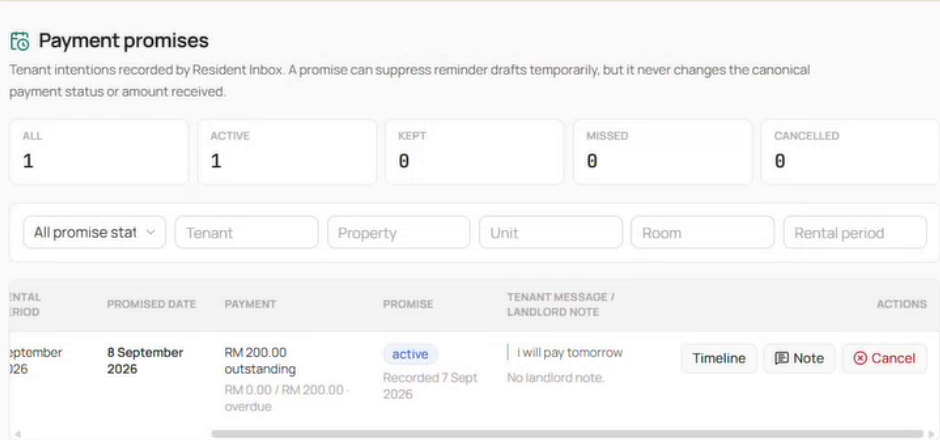 Payment promises
Tenant intentions recorded by Resident Inbox. A promise can suppress reminder drafts temporarily, but it never changes the canonical
payment status or amount received.
ALL
1
ACTIVE
1
KEPT
0
MISSED
0
CANCELLED
0
All promise stat
Tenant
Property
Unit
Room
Rental period
ENTAL
ERIOD
PROMISED DATE
PAYMENT
PROMISE
TENANT MESSAGE /
LANDLORD NOTE
ACTIONS
eptember
026
8 September
2026
RM 200.00
outstanding
RM 0.00 / RM 200.00 ·
overdue
active
Recorded 7 Sept
2026
i will pay tomorrow
No landlord note.
Timeline
Note
Cancel